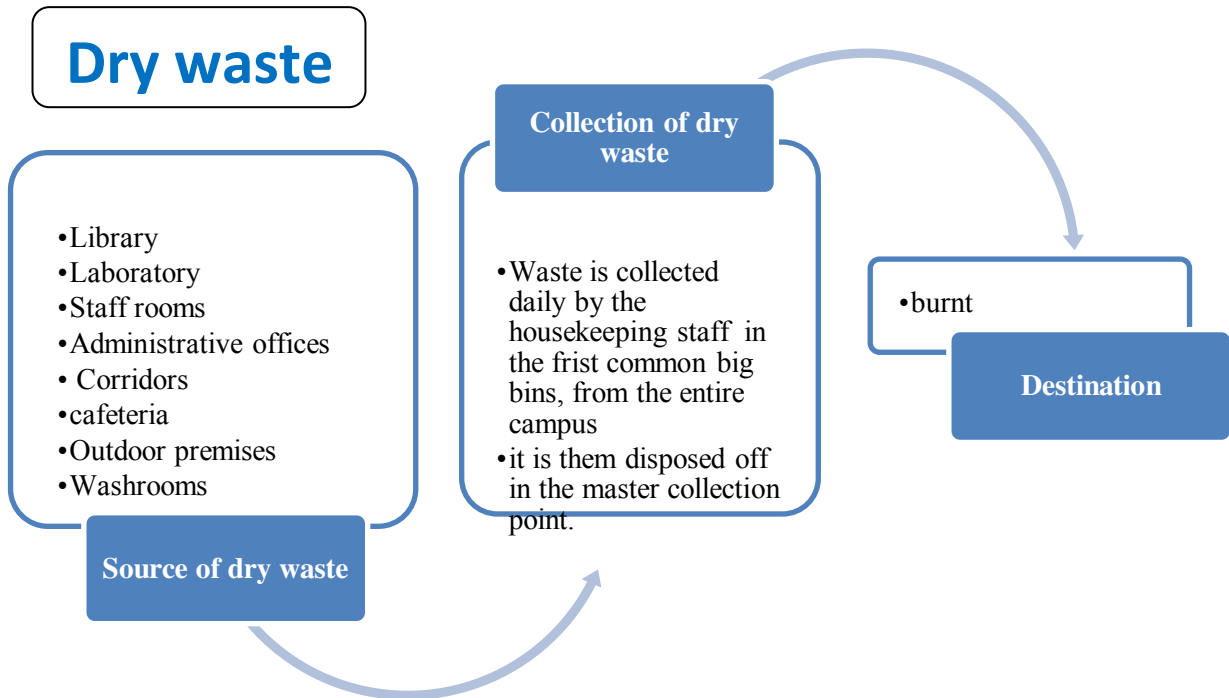 Dry waste
•Library
•Laboratory
•Staff rooms
•Administrative offices
• Corridors
•cafeteria
•Outdoor premises
•Washrooms
Source of dry waste
Collection of dry
waste
•Waste is collected
daily by the
housekeeping staff in
the frist common big
bins, from the entire
campus
•it is them disposed off
in the master collection
point.
•burnt
Destination